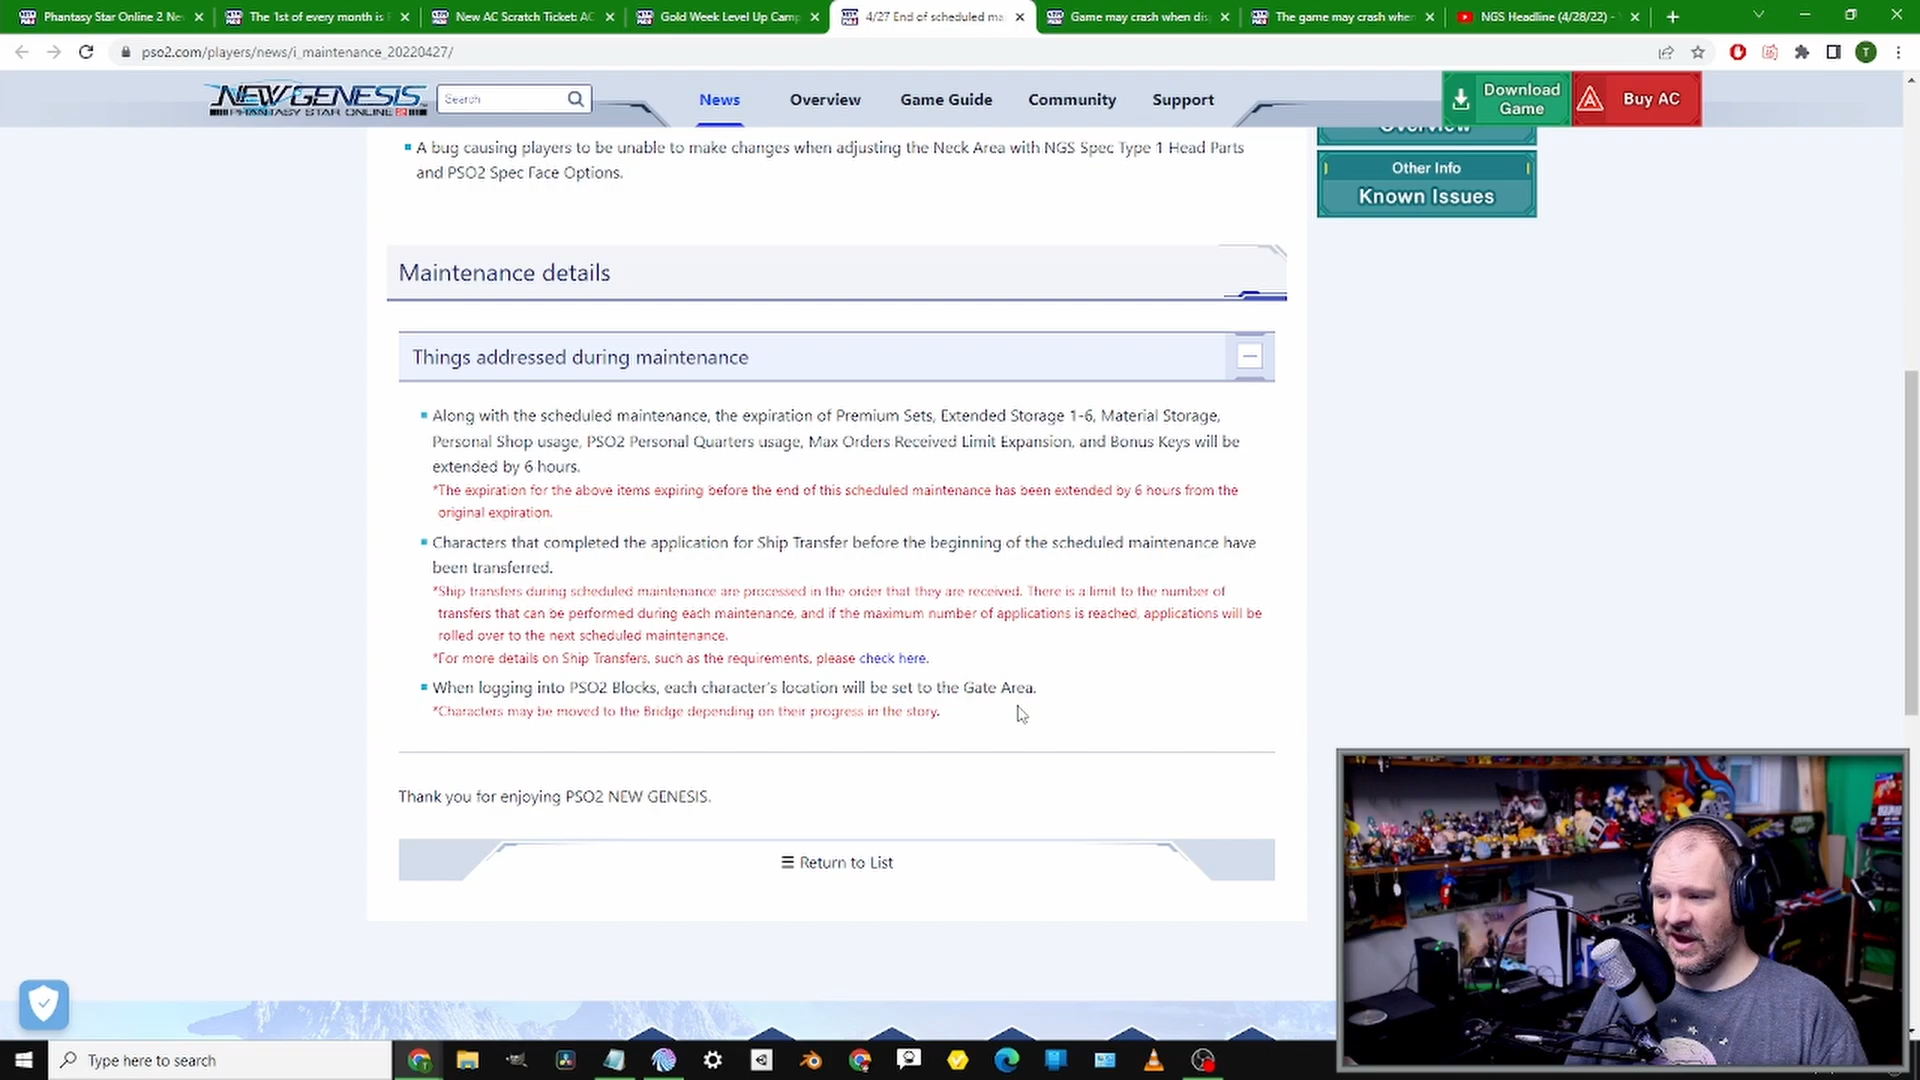 Phantasy Star Online 2 Ne
The 1st of every month is
New AC Scratch Ticket: AC
Gold Week Level Up Camp
4/27 End of scheduled ma
Game may crash when dis
The game may crash when
NGS Headline (4/28/22) -
pso2.com/players/news/i_maintenance_20220427/
T
NEW GENESIS
PHANTASY STAR ONLINE 2
Search
News
Overview
Game Guide
Community
Support
Download
Game
Buy AC
Overview
Other Info
Known Issues
A bug causing players to be unable to make changes when adjusting the Neck Area with NGS Spec Type 1 Head Parts
and PSO2 Spec Face Options.
Maintenance details
Things addressed during maintenance
Along with the scheduled maintenance, the expiration of Premium Sets, Extended Storage 1-6, Material Storage,
Personal Shop usage, PSO2 Personal Quarters usage, Max Orders Received Limit Expansion, and Bonus Keys will be
extended by 6 hours.
*The expiration for the above items expiring before the end of this scheduled maintenance has been extended by 6 hours from the
original expiration.
Characters that completed the application for Ship Transfer before the beginning of the scheduled maintenance have
been transferred.
*Ship transfers during scheduled maintenance are processed in the order that they are received. There is a limit to the number of
transfers that can be performed during each maintenance, and if the maximum number of applications is reached, applications will be
rolled over to the next scheduled maintenance.
*For more details on Ship Transfers, such as the requirements, please check here.
When logging into PSO2 Blocks, each character's location will be set to the Gate Area.
*Characters may be moved to the Bridge depending on their progress in the story.
Thank you for enjoying PSO2 NEW GENESIS.
Return to List
Type here to search